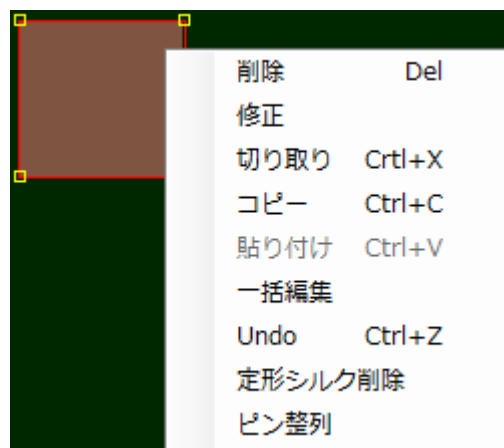 削除 Del
修正
切り取り Crtl+X
コピー Ctrl+C
貼り付け Ctrl+V
一括編集
Undo Ctrl+Z
定形シルク削除
ピン整列